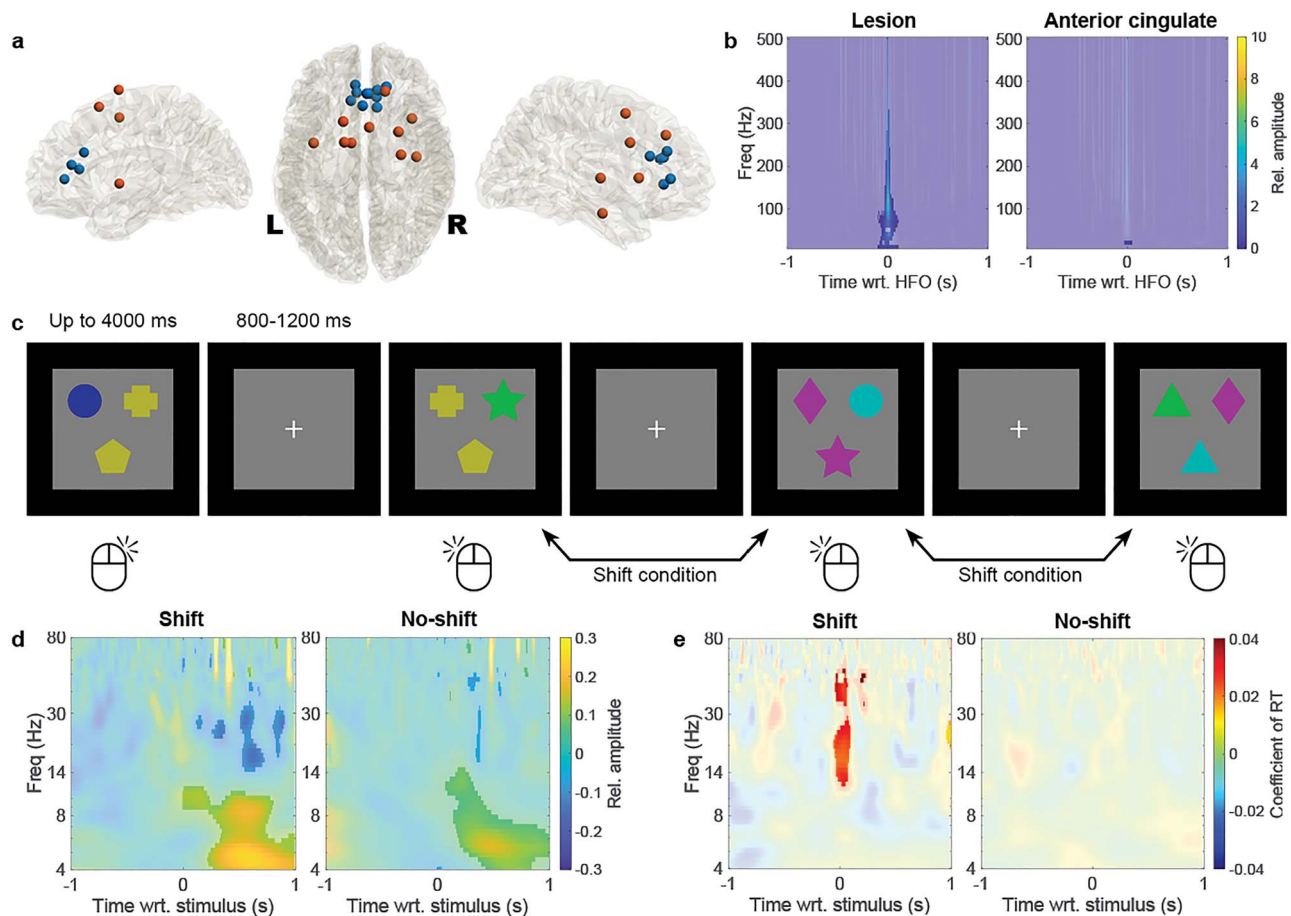 a
L
R
b
Lesion
Anterior cingulate
500
400
300
200
100
Freq (Hz)
-1
0
1
Time wrt. HFO (s)
500
400
300
200
100
-1
0
1
Time wrt. HFO (s)
10
8
6
4
2
0
Rel. amplitude
c
Up to 4000 ms
800-1200 ms
Shift condition
Shift condition
d
Shift
No-shift
80
30
14
8
4
Freq (Hz)
-1
0
1
Time wrt. stimulus (s)
80
30
14
8
4
-1
0
1
Time wrt. stimulus (s)
0.3
0.2
0.1
0
-0.1
-0.2
-0.3
Rel. amplitude
e
Shift
No-shift
80
30
14
8
4
Freq (Hz)
-1
0
1
Time wrt. stimulus (s)
80
30
14
8
4
-1
0
1
Time wrt. stimulus (s)
0.04
0.02
0
-0.02
-0.04
Coefficient of RT